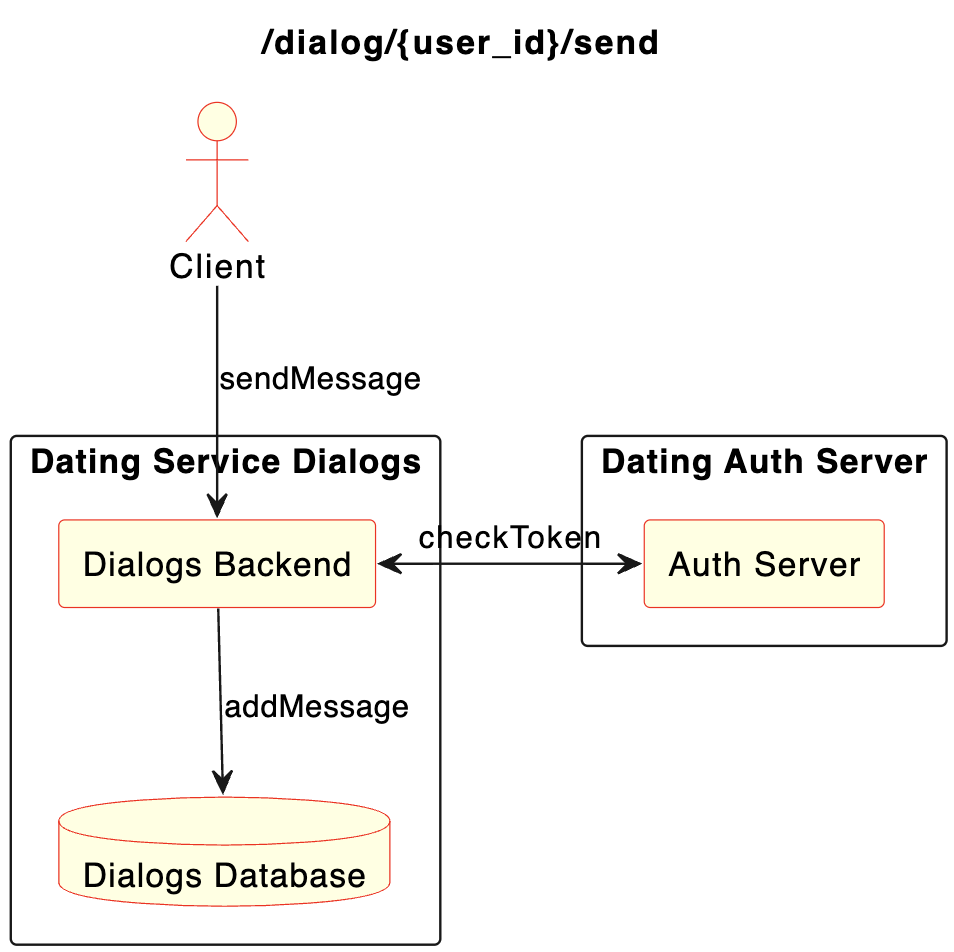 /dialog/{user_id}/send
Client
sendMessage
Dating Service Dialogs
Dating Auth Server
checkToken
Dialogs Backend
Auth Server
addMessage
Dialogs Database